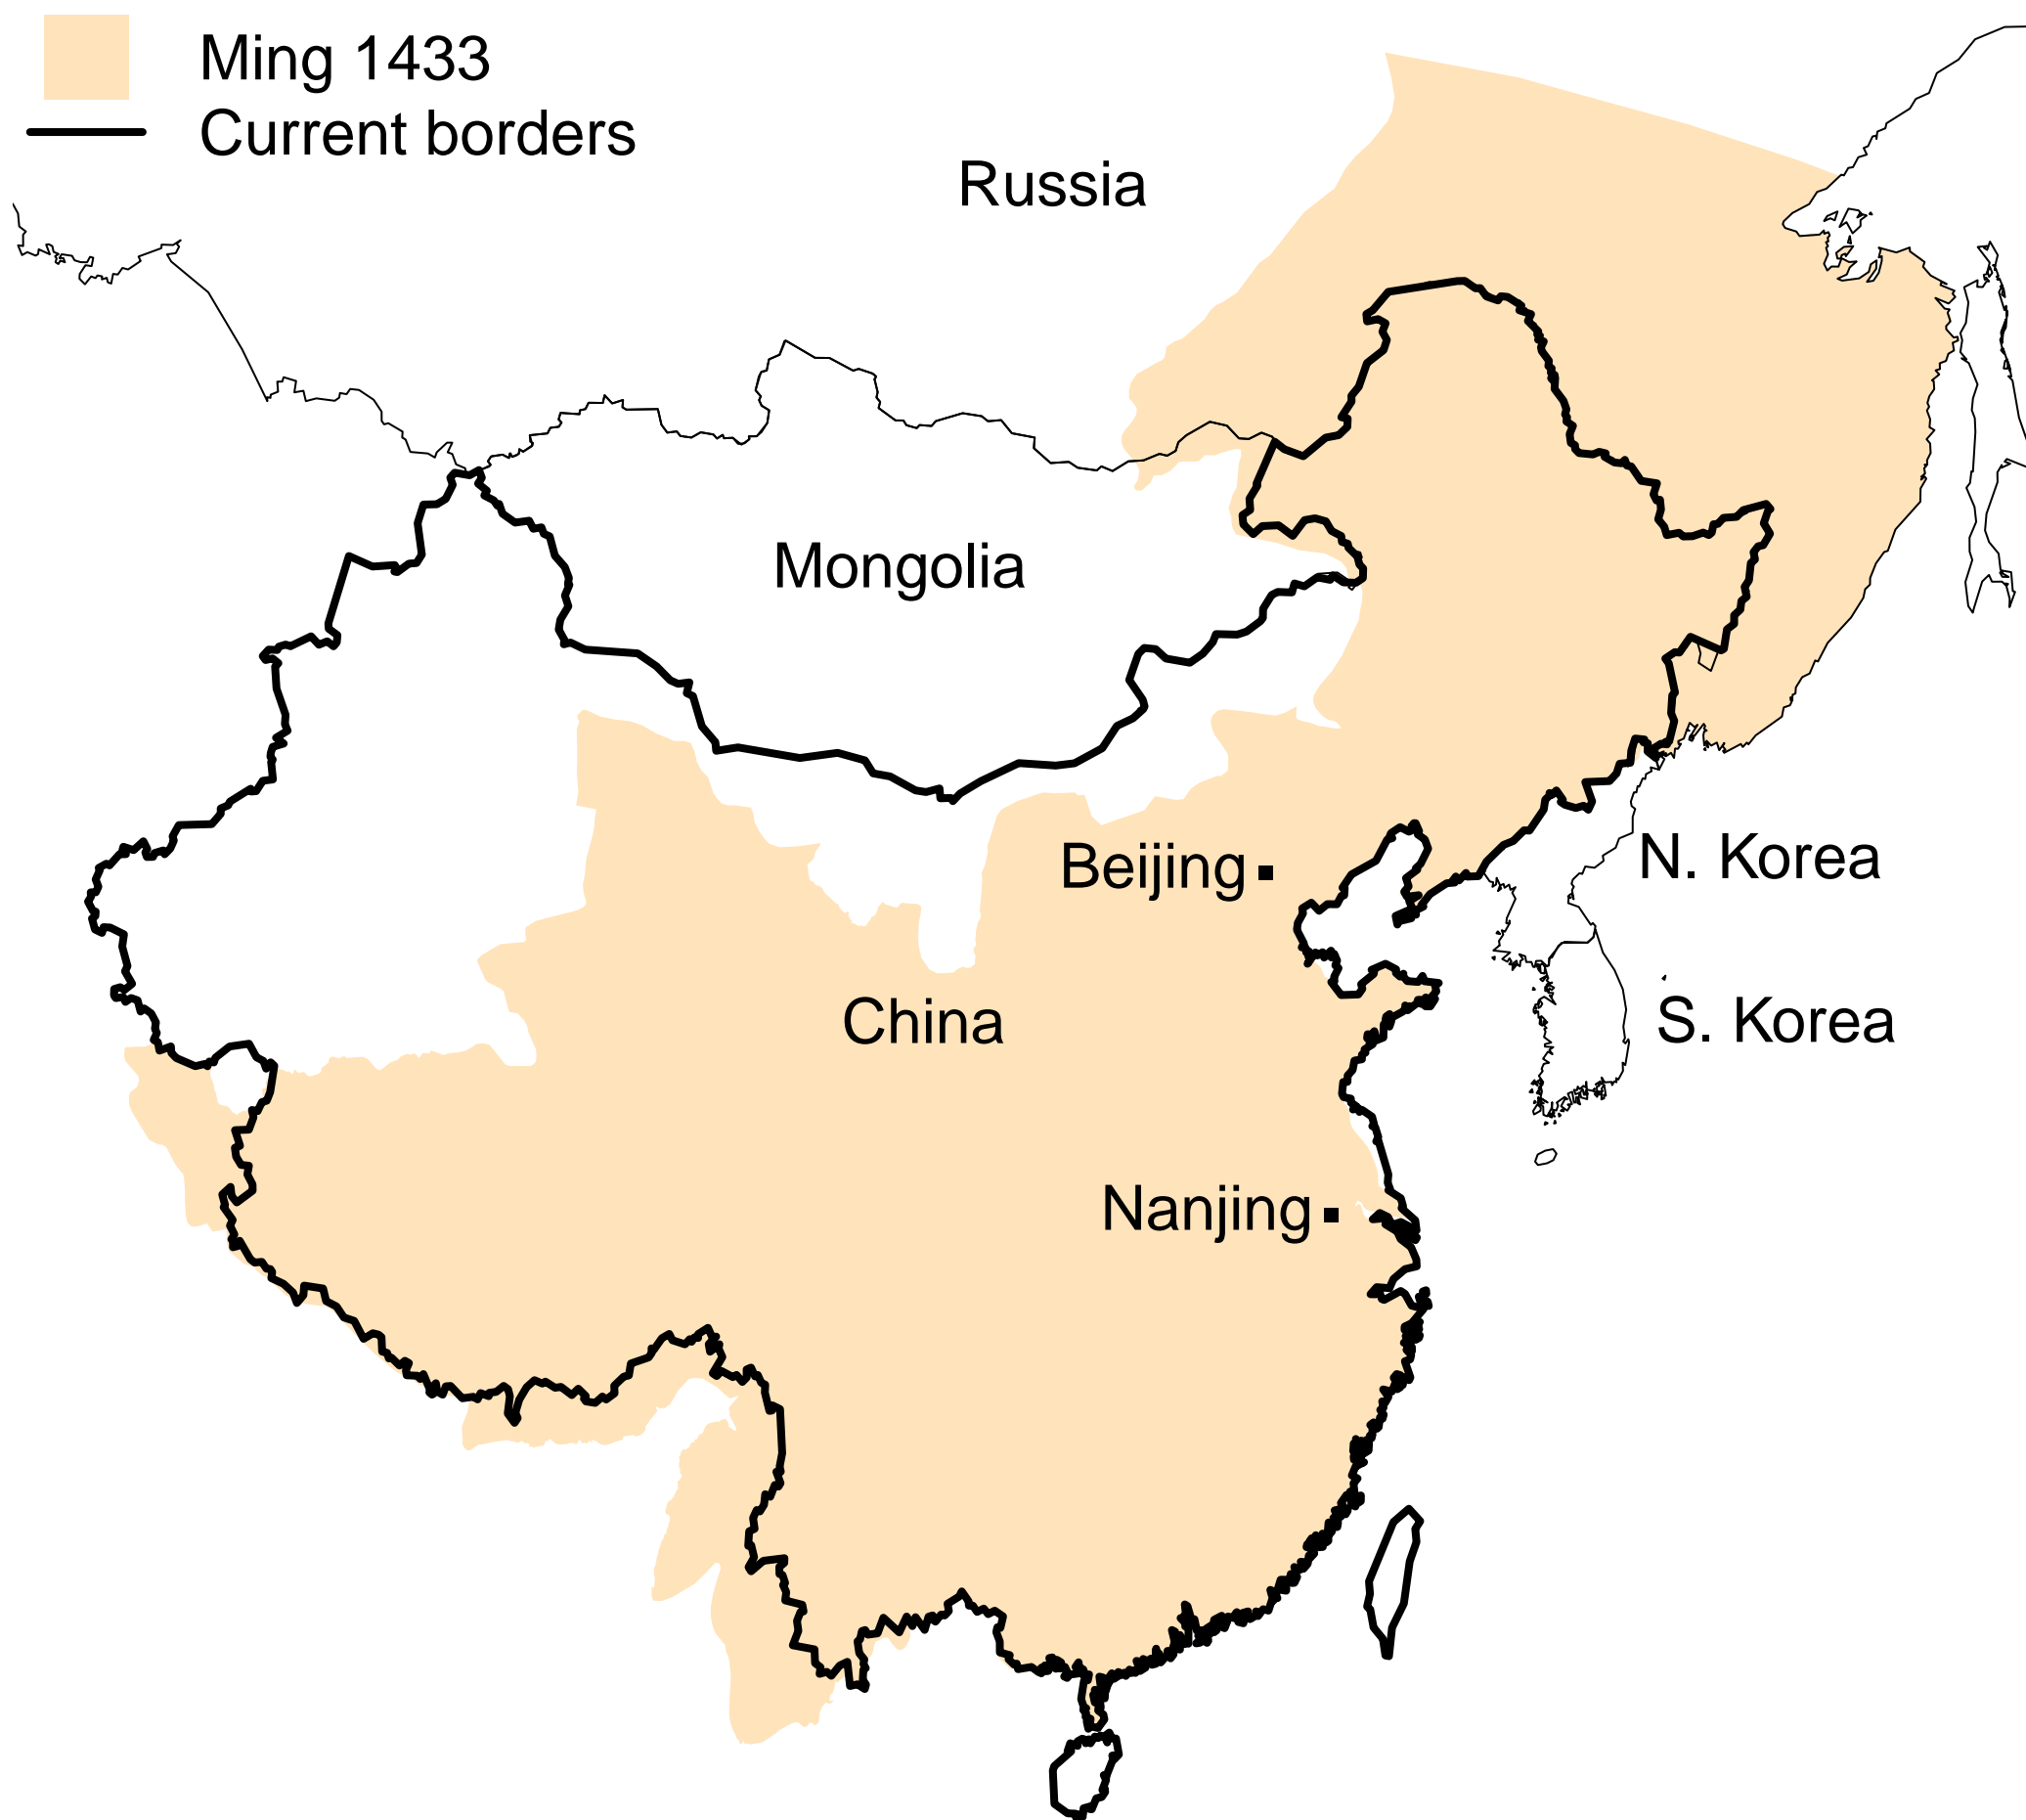 Ming 1433
Current borders
Russia
Mongolia
Beijing
N. Korea
China
S. Korea
Nanjing